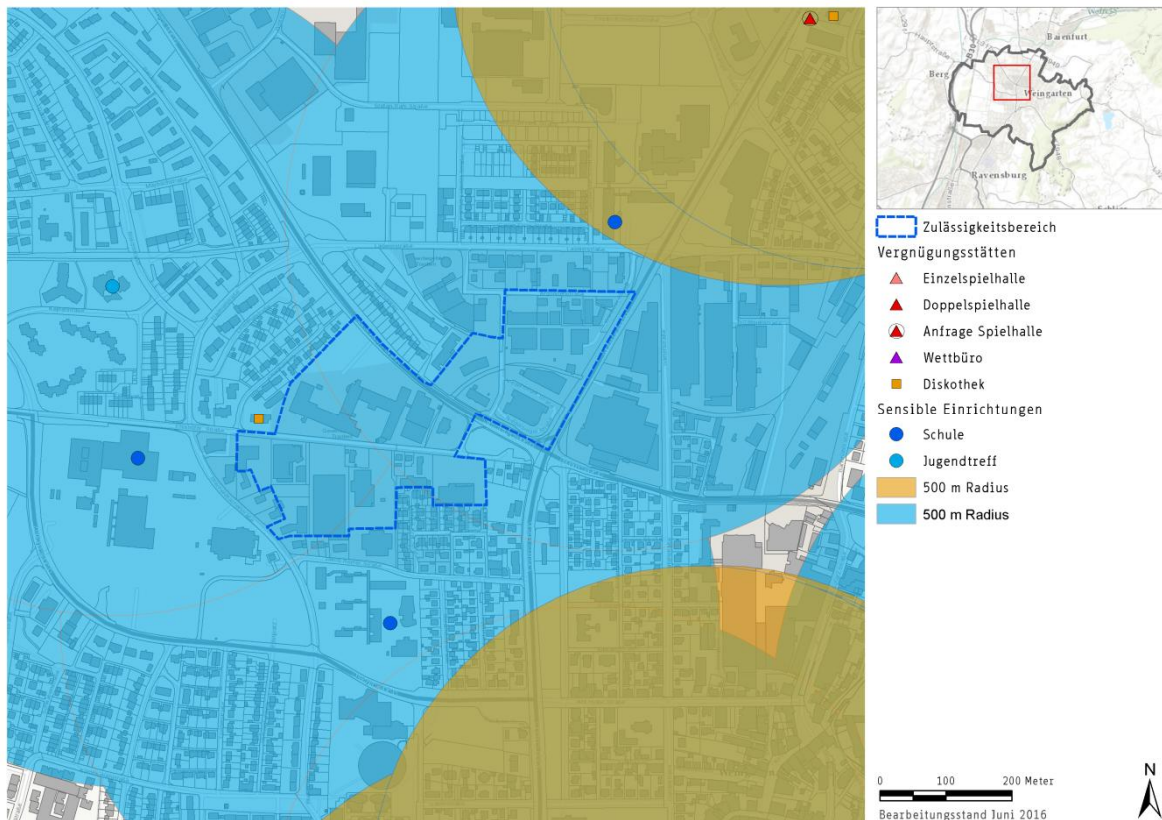 Baienfurt
Berg
B30
Weingarten
Ravensburg
Zulässigkeitsbereich
Vergnügungsstätten
Einzelspielhalle
Doppelspielhalle
Anfrage Spielhalle
Wettbüro
Diskothek
Sensible Einrichtungen
Schule
Jugendtreff
500 m Radius
500 m Radius
N
0 100 200 Meter
Bearbeitungsstand Juni 2016